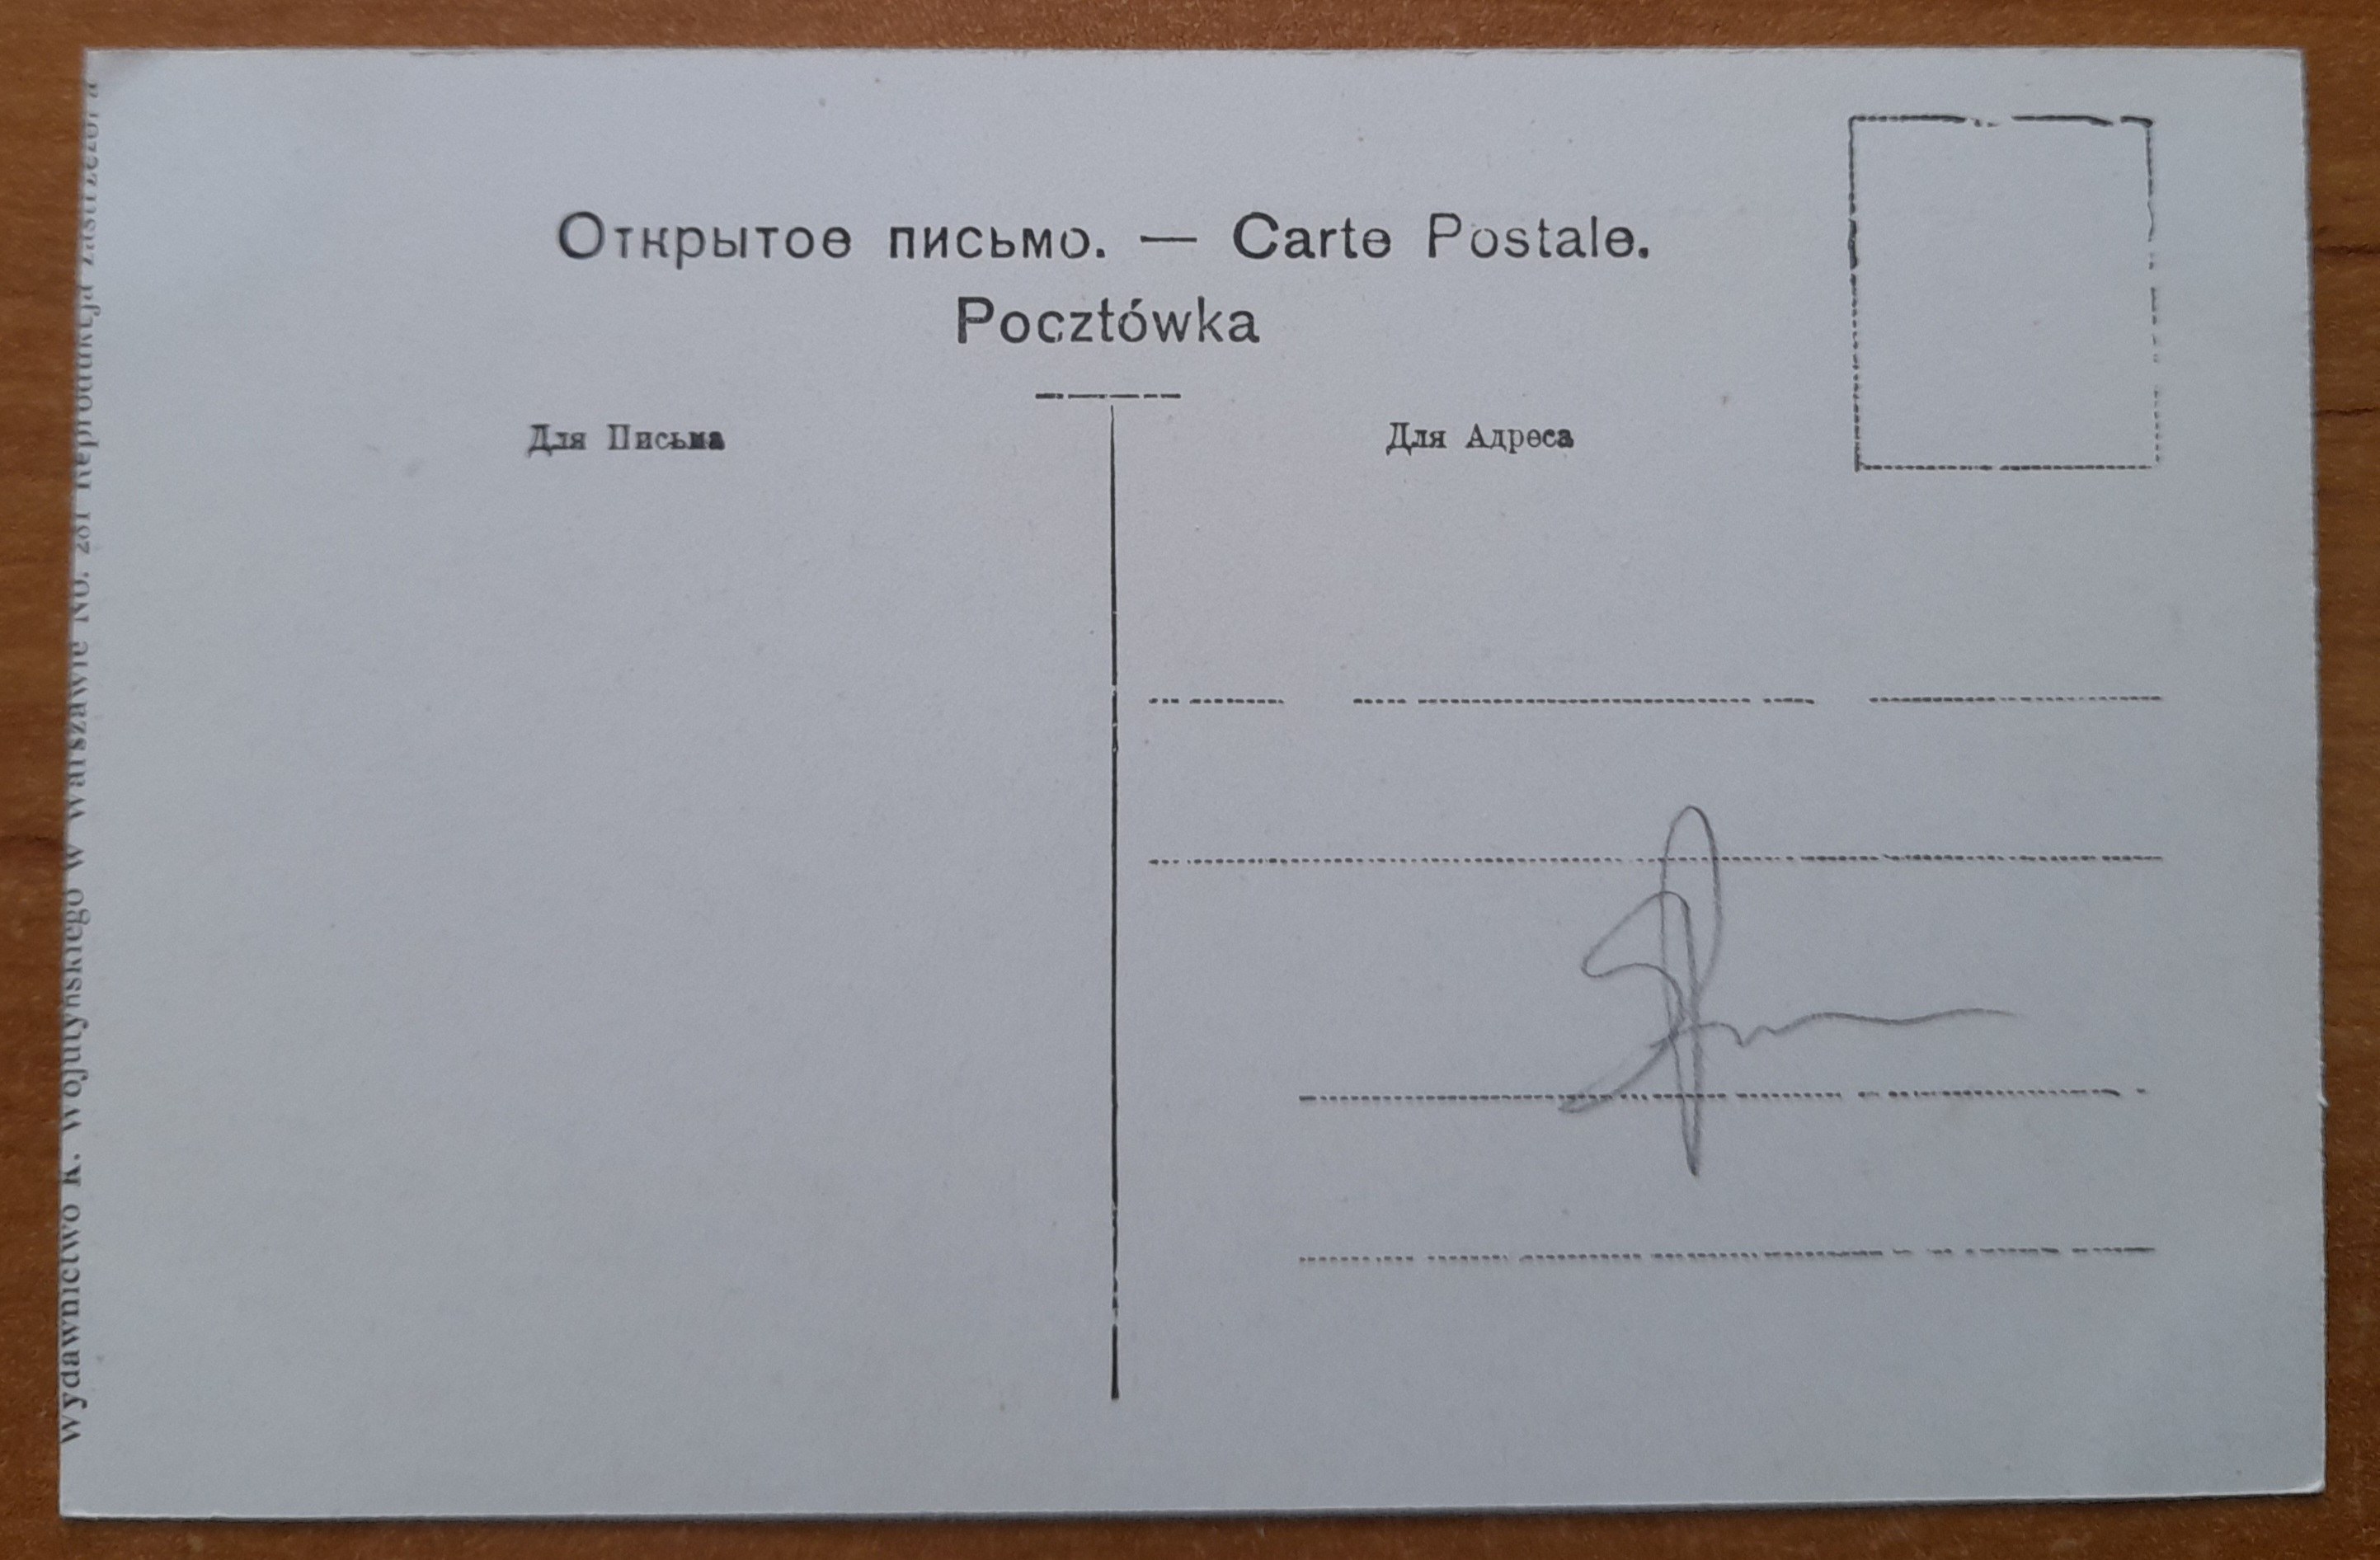 Открытое письмо. — Carte Postale.
Pocztówka
Для Письма
Для Адреса
Wydawnictwo K. Wojutyńskiego w Warszawie No. 281 Reprodukcja zastrzeżona